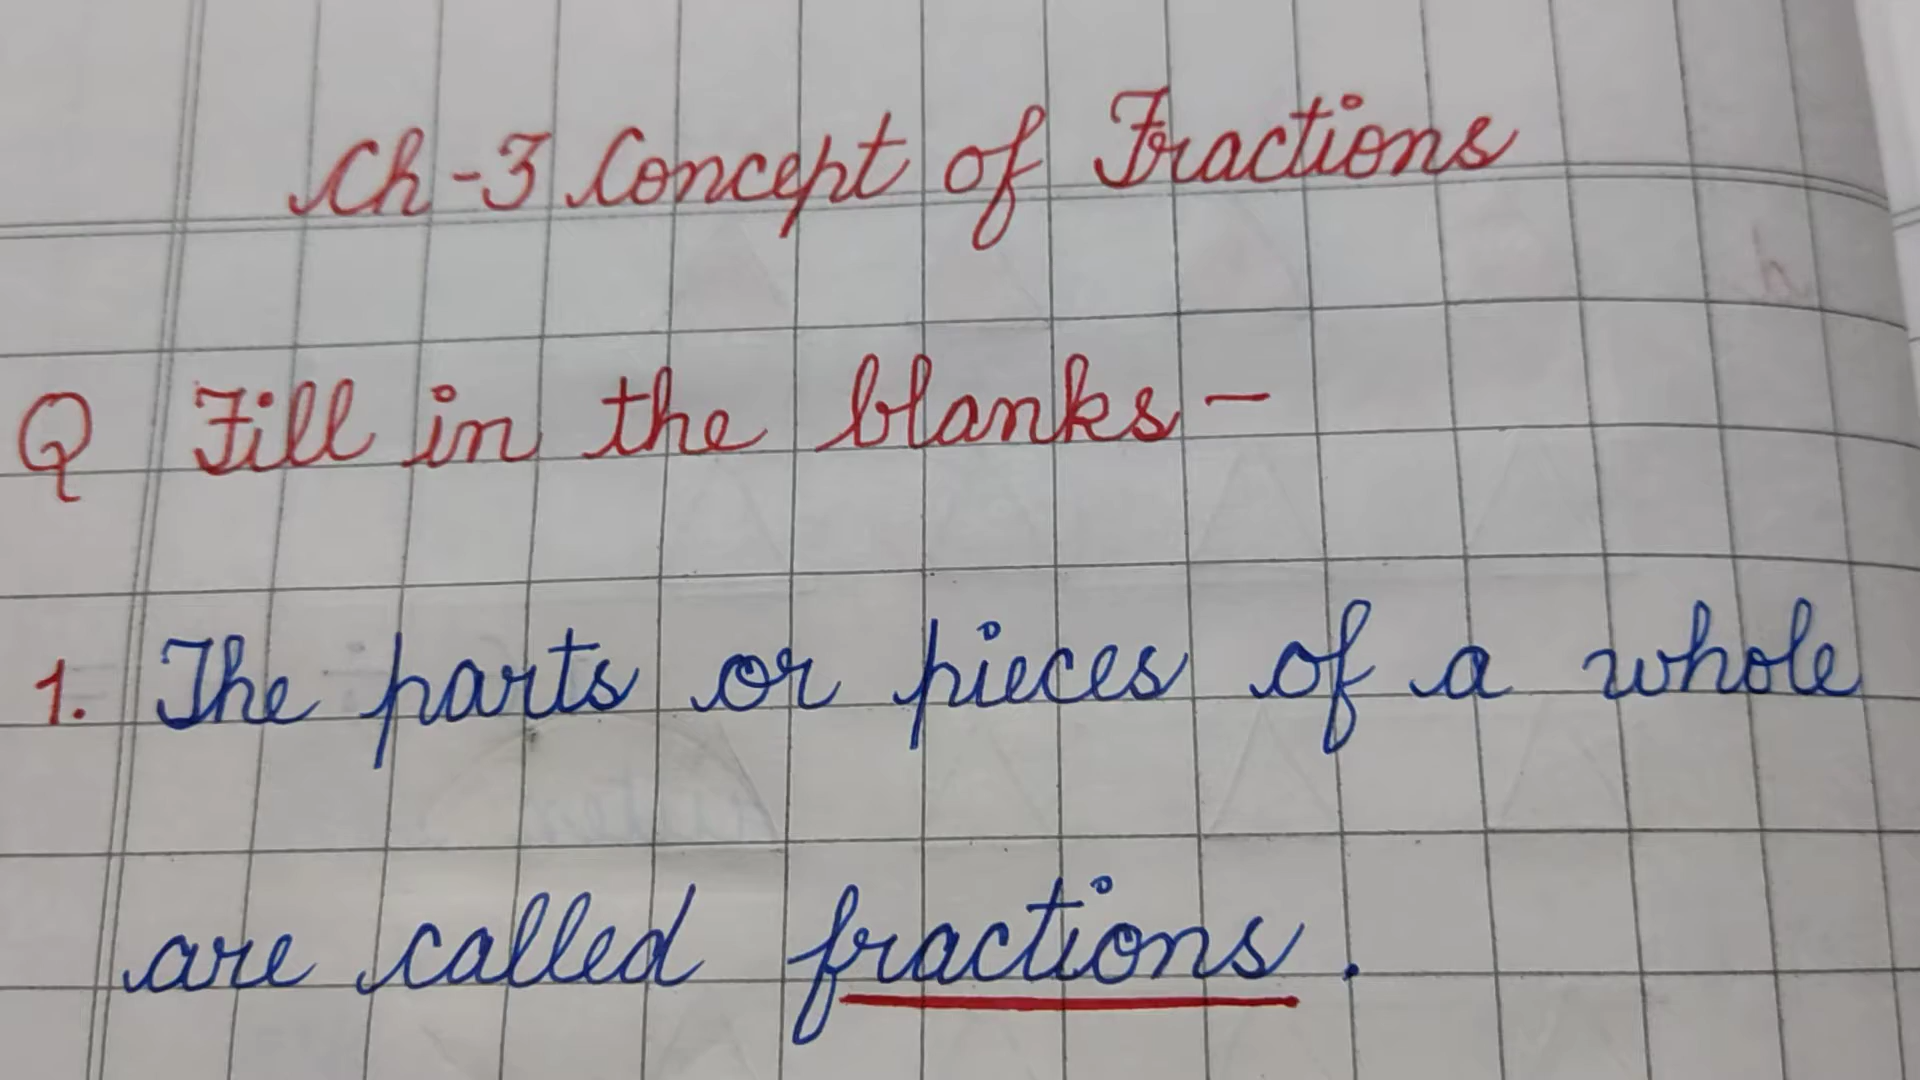 Ch-3 Concept of Fractions
Q Fill in the blanks-
1. The parts or pieces of a whole
are called fractions.